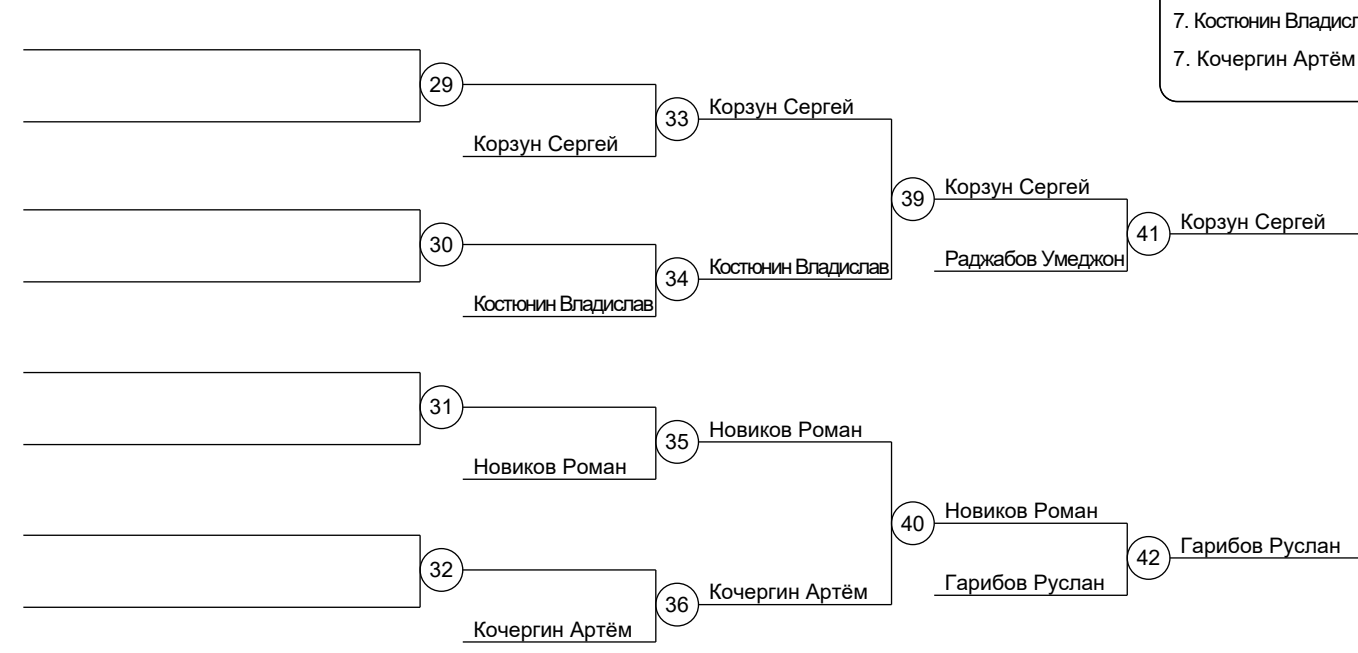 7. Костюнин Владисл
7. Кочергин Артём
29
33
Корзун Сергей
Корзун Сергей
39
Корзун Сергей
41
Корзун Сергей
30
34
Костюнин Владислав
Раджабов Умеджон
Костюнин Владислав
31
35
Новиков Роман
Новиков Роман
40
Новиков Роман
42
Гарибов Руслан
32
36
Кочергин Артём
Гарибов Руслан
Кочергин Артём